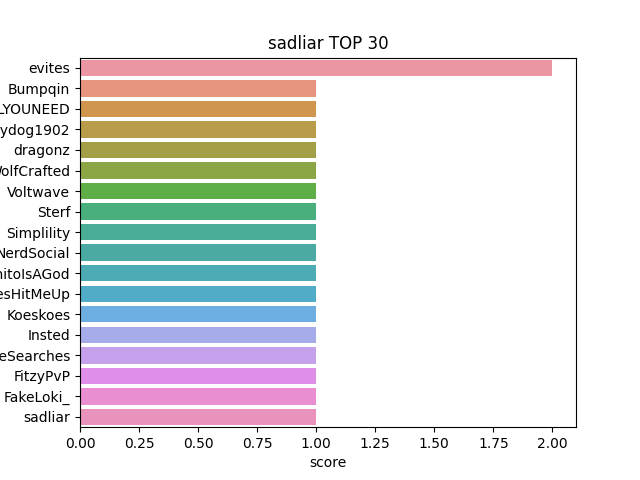 sadliar TOP 30
evites
Bumpqin
LYOUNEED
ydog1902
dragonz
WolfCrafted
Voltwave
Sterf
Simplility
NerdSocial
nitoIsAGod
esHitMeUp
Koeskoes
Insted
eSearches
FitzyPvP
FakeLoki_
sadliar
0.00 0.25 0.50 0.75 1.00 1.25 1.50 1.75 2.00
score